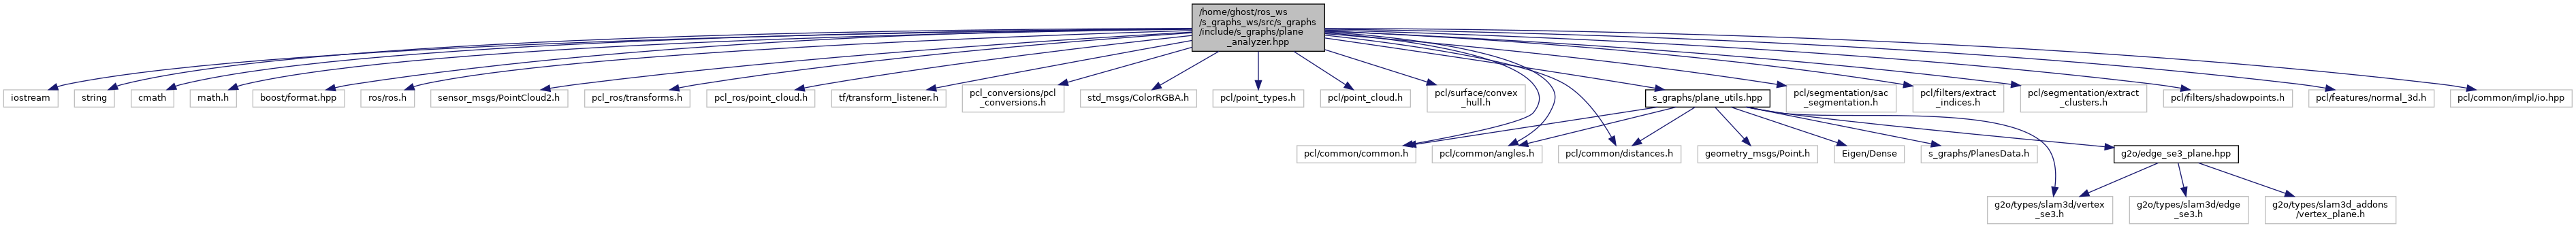 /home/ghost/ros_ws
/s_graphs_ws/src/s_graphs
/include/s_graphs/plane
_analyzer.hpp
iostream
string
cmath
math.h
boost/format.hpp
ros/ros.h
sensor_msgs/PointCloud2.h
pcl_ros/transforms.h
pcl_ros/point_cloud.h
tf/transform_listener.h
pcl_conversions/pcl
_conversions.h
std_msgs/ColorRGBA.h
pcl/point_types.h
pcl/point_cloud.h
pcl/surface/convex
_hull.h
s_graphs/plane_utils.hpp
pcl/segmentation/sac
_segmentation.h
pcl/filters/extract
_indices.h
pcl/segmentation/extract
_clusters.h
pcl/filters/shadowpoints.h
pcl/features/normal_3d.h
pcl/common/impl/io.hpp
pcl/common/common.h
pcl/common/angles.h
pcl/common/distances.h
geometry_msgs/Point.h
Eigen/Dense
s_graphs/PlanesData.h
g2o/edge_se3_plane.hpp
g2o/types/slam3d/vertex
_se3.h
g2o/types/slam3d/edge
_se3.h
g2o/types/slam3d_addons
/vertex_plane.h